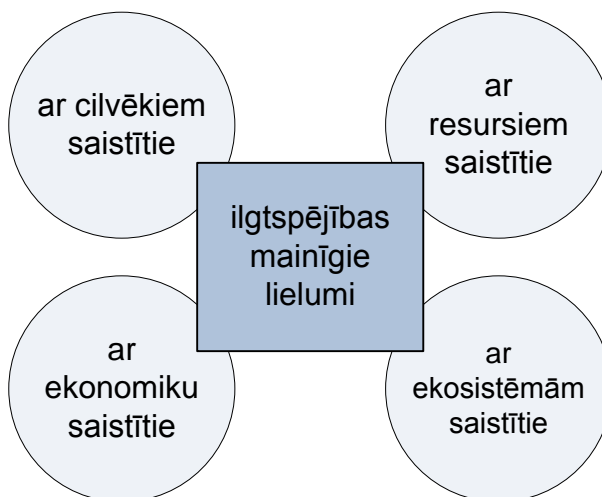 ar cilvēkiem
saistītie
ar
resursiem
saistītie
ilgtspējības
mainīgie
lielumi
ar
ekonomiku
saistītie
ar
ekosistēmām
saistītie